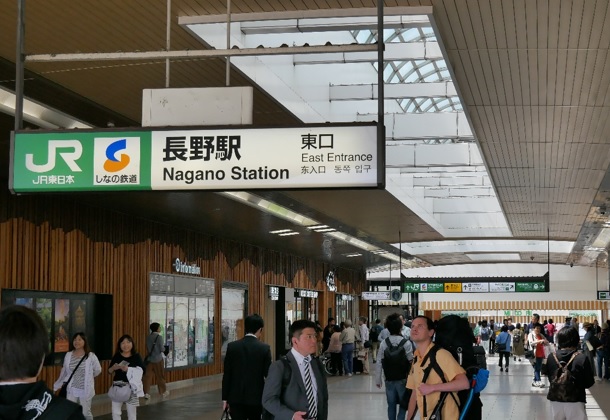 JR
JR東日本
しなの鉄道
長野駅
Nagano Station
東口
East Entrance
东入口 동쪽 입구
Information